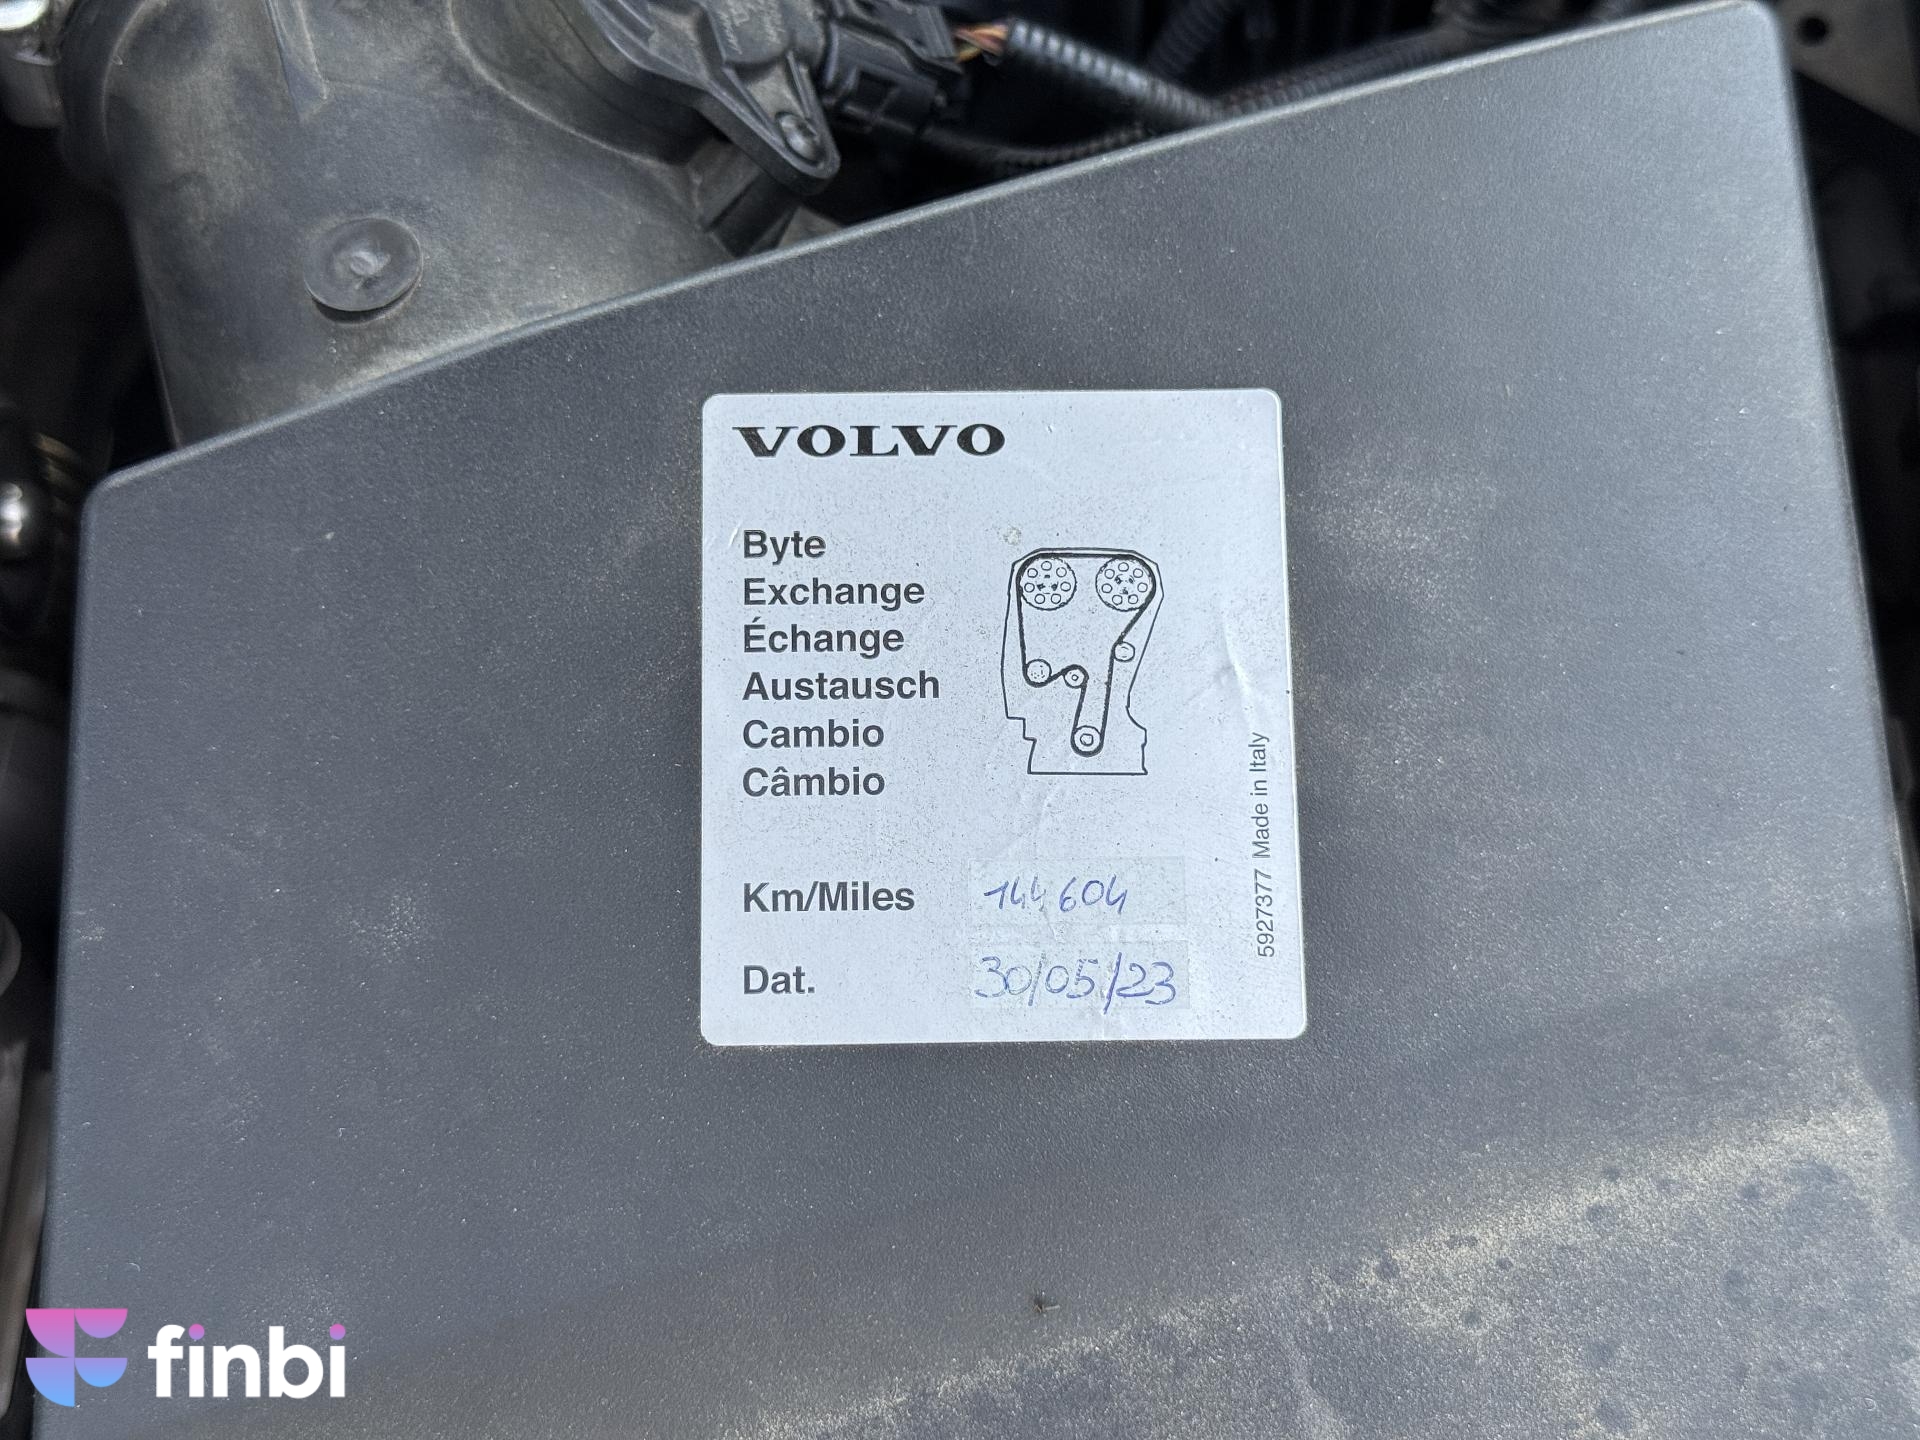 VOLVO
Byte
Exchange
Échange
Austausch
Cambio
Câmbio
Km/Miles 144 604
Dat. 30/05/23
5927377 Made in Italy
finbi